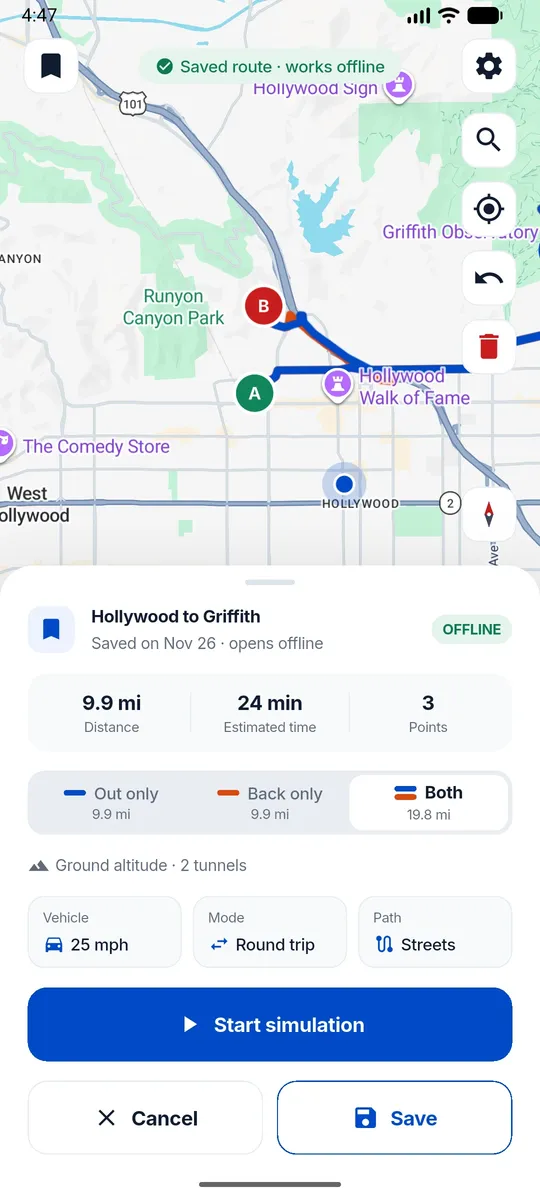 4:47
Saved route · works offline
Hollywood Sign
101
Griffith Observatory
ANYON
Runyon
Canyon Park
B
A
Hollywood
Walk of Fame
The Comedy Store
West
ollywood
HOLLYWOOD
2
Ave
Hollywood to Griffith
Saved on Nov 26 · opens offline
OFFLINE
9.9 mi
Distance
24 min
Estimated time
3
Points
Out only
9.9 mi
Back only
9.9 mi
Both
19.8 mi
Ground altitude · 2 tunnels
Vehicle
25 mph
Mode
Round trip
Path
Streets
Start simulation
Cancel
Save